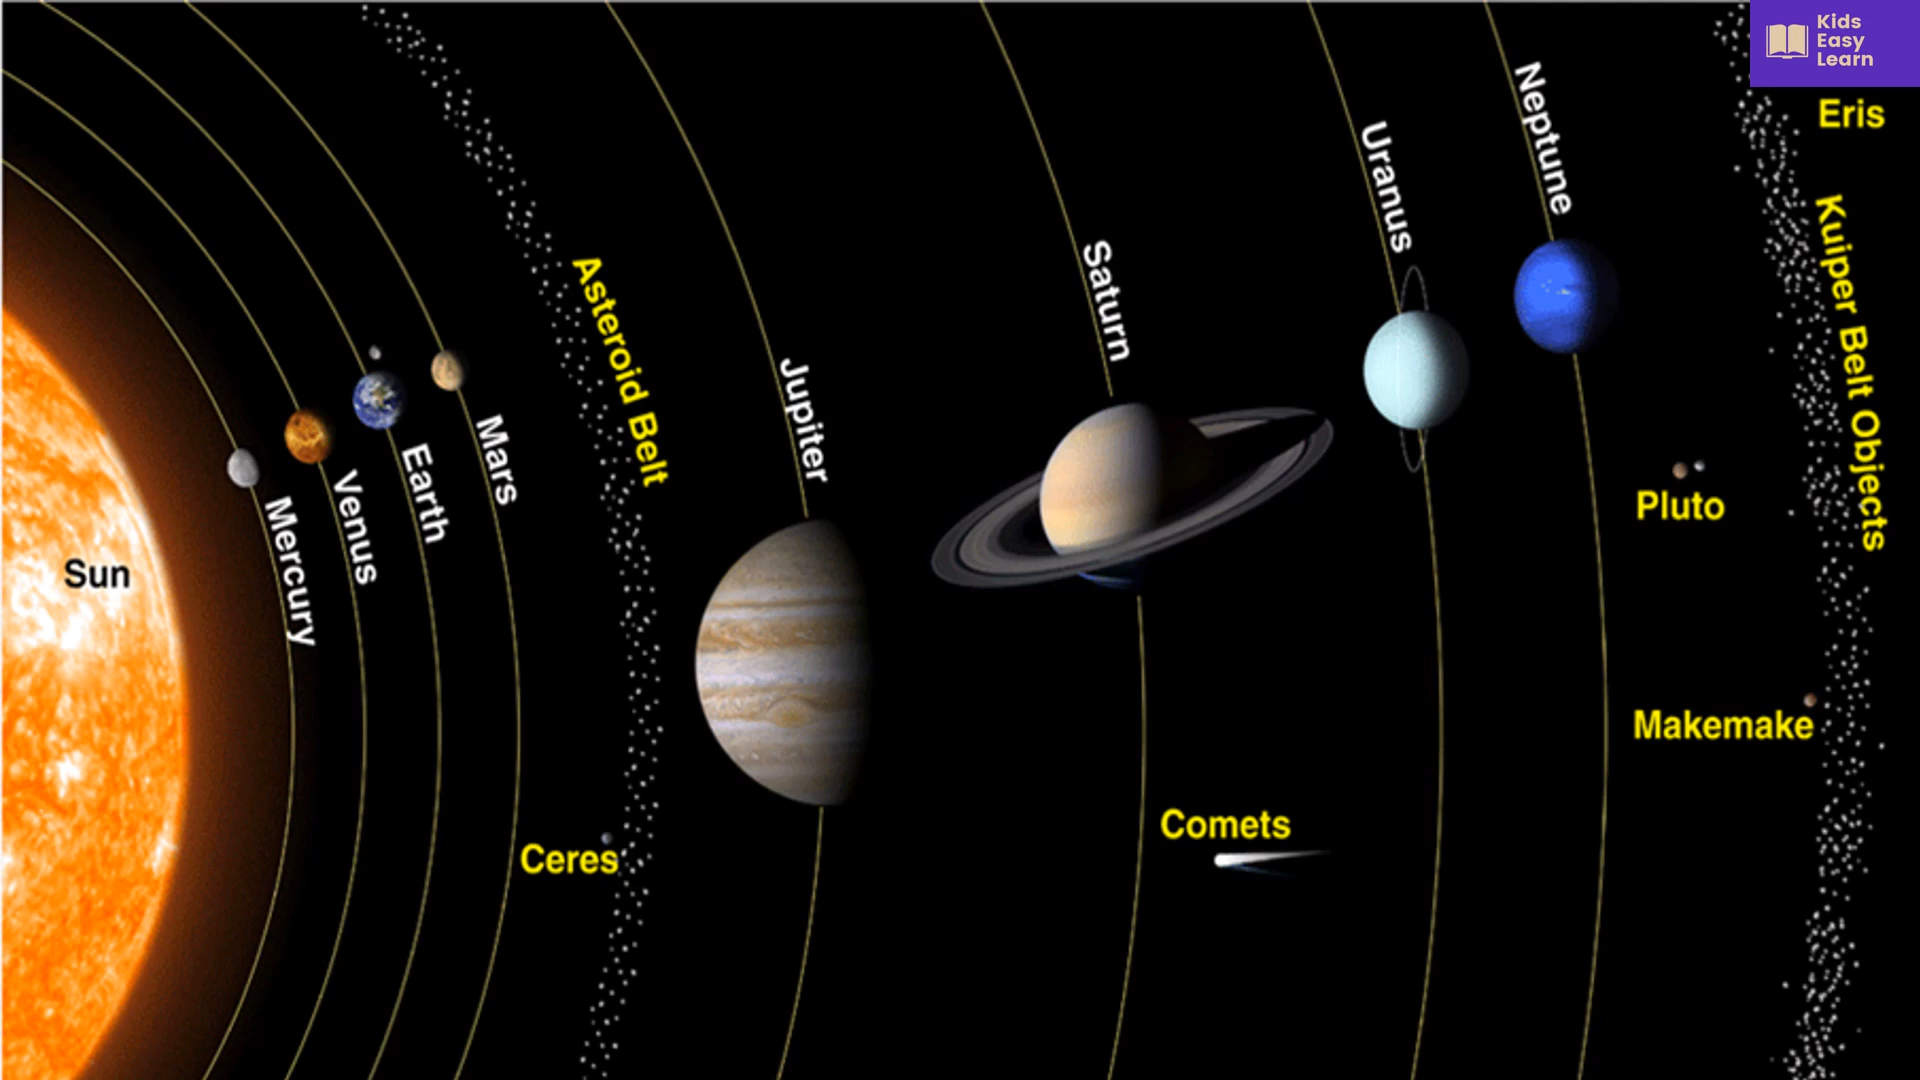 Kids
Easy
Learn
Sun
Mercury
Venus
Earth
Mars
Asteroid Belt
Ceres
Jupiter
Saturn
Comets
Uranus
Neptune
Pluto
Makemake
Eris
Kuiper Belt Objects